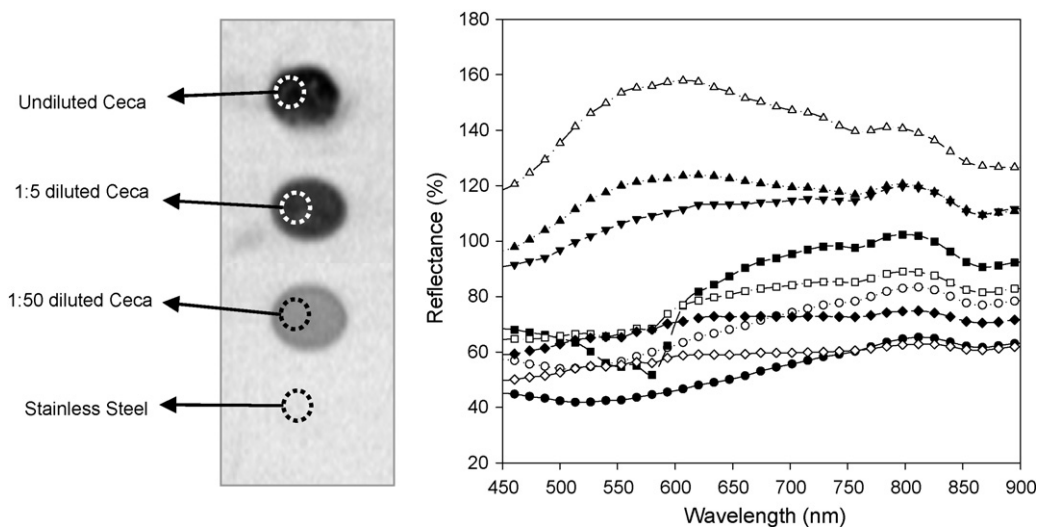 Undiluted Ceca
1:5 diluted Ceca
1:50 diluted Ceca
Stainless Steel
Reflectance (%)
180
160
140
120
100
80
60
40
20
450 500 550 600 650 700 750 800 850 900
Wavelength (nm)